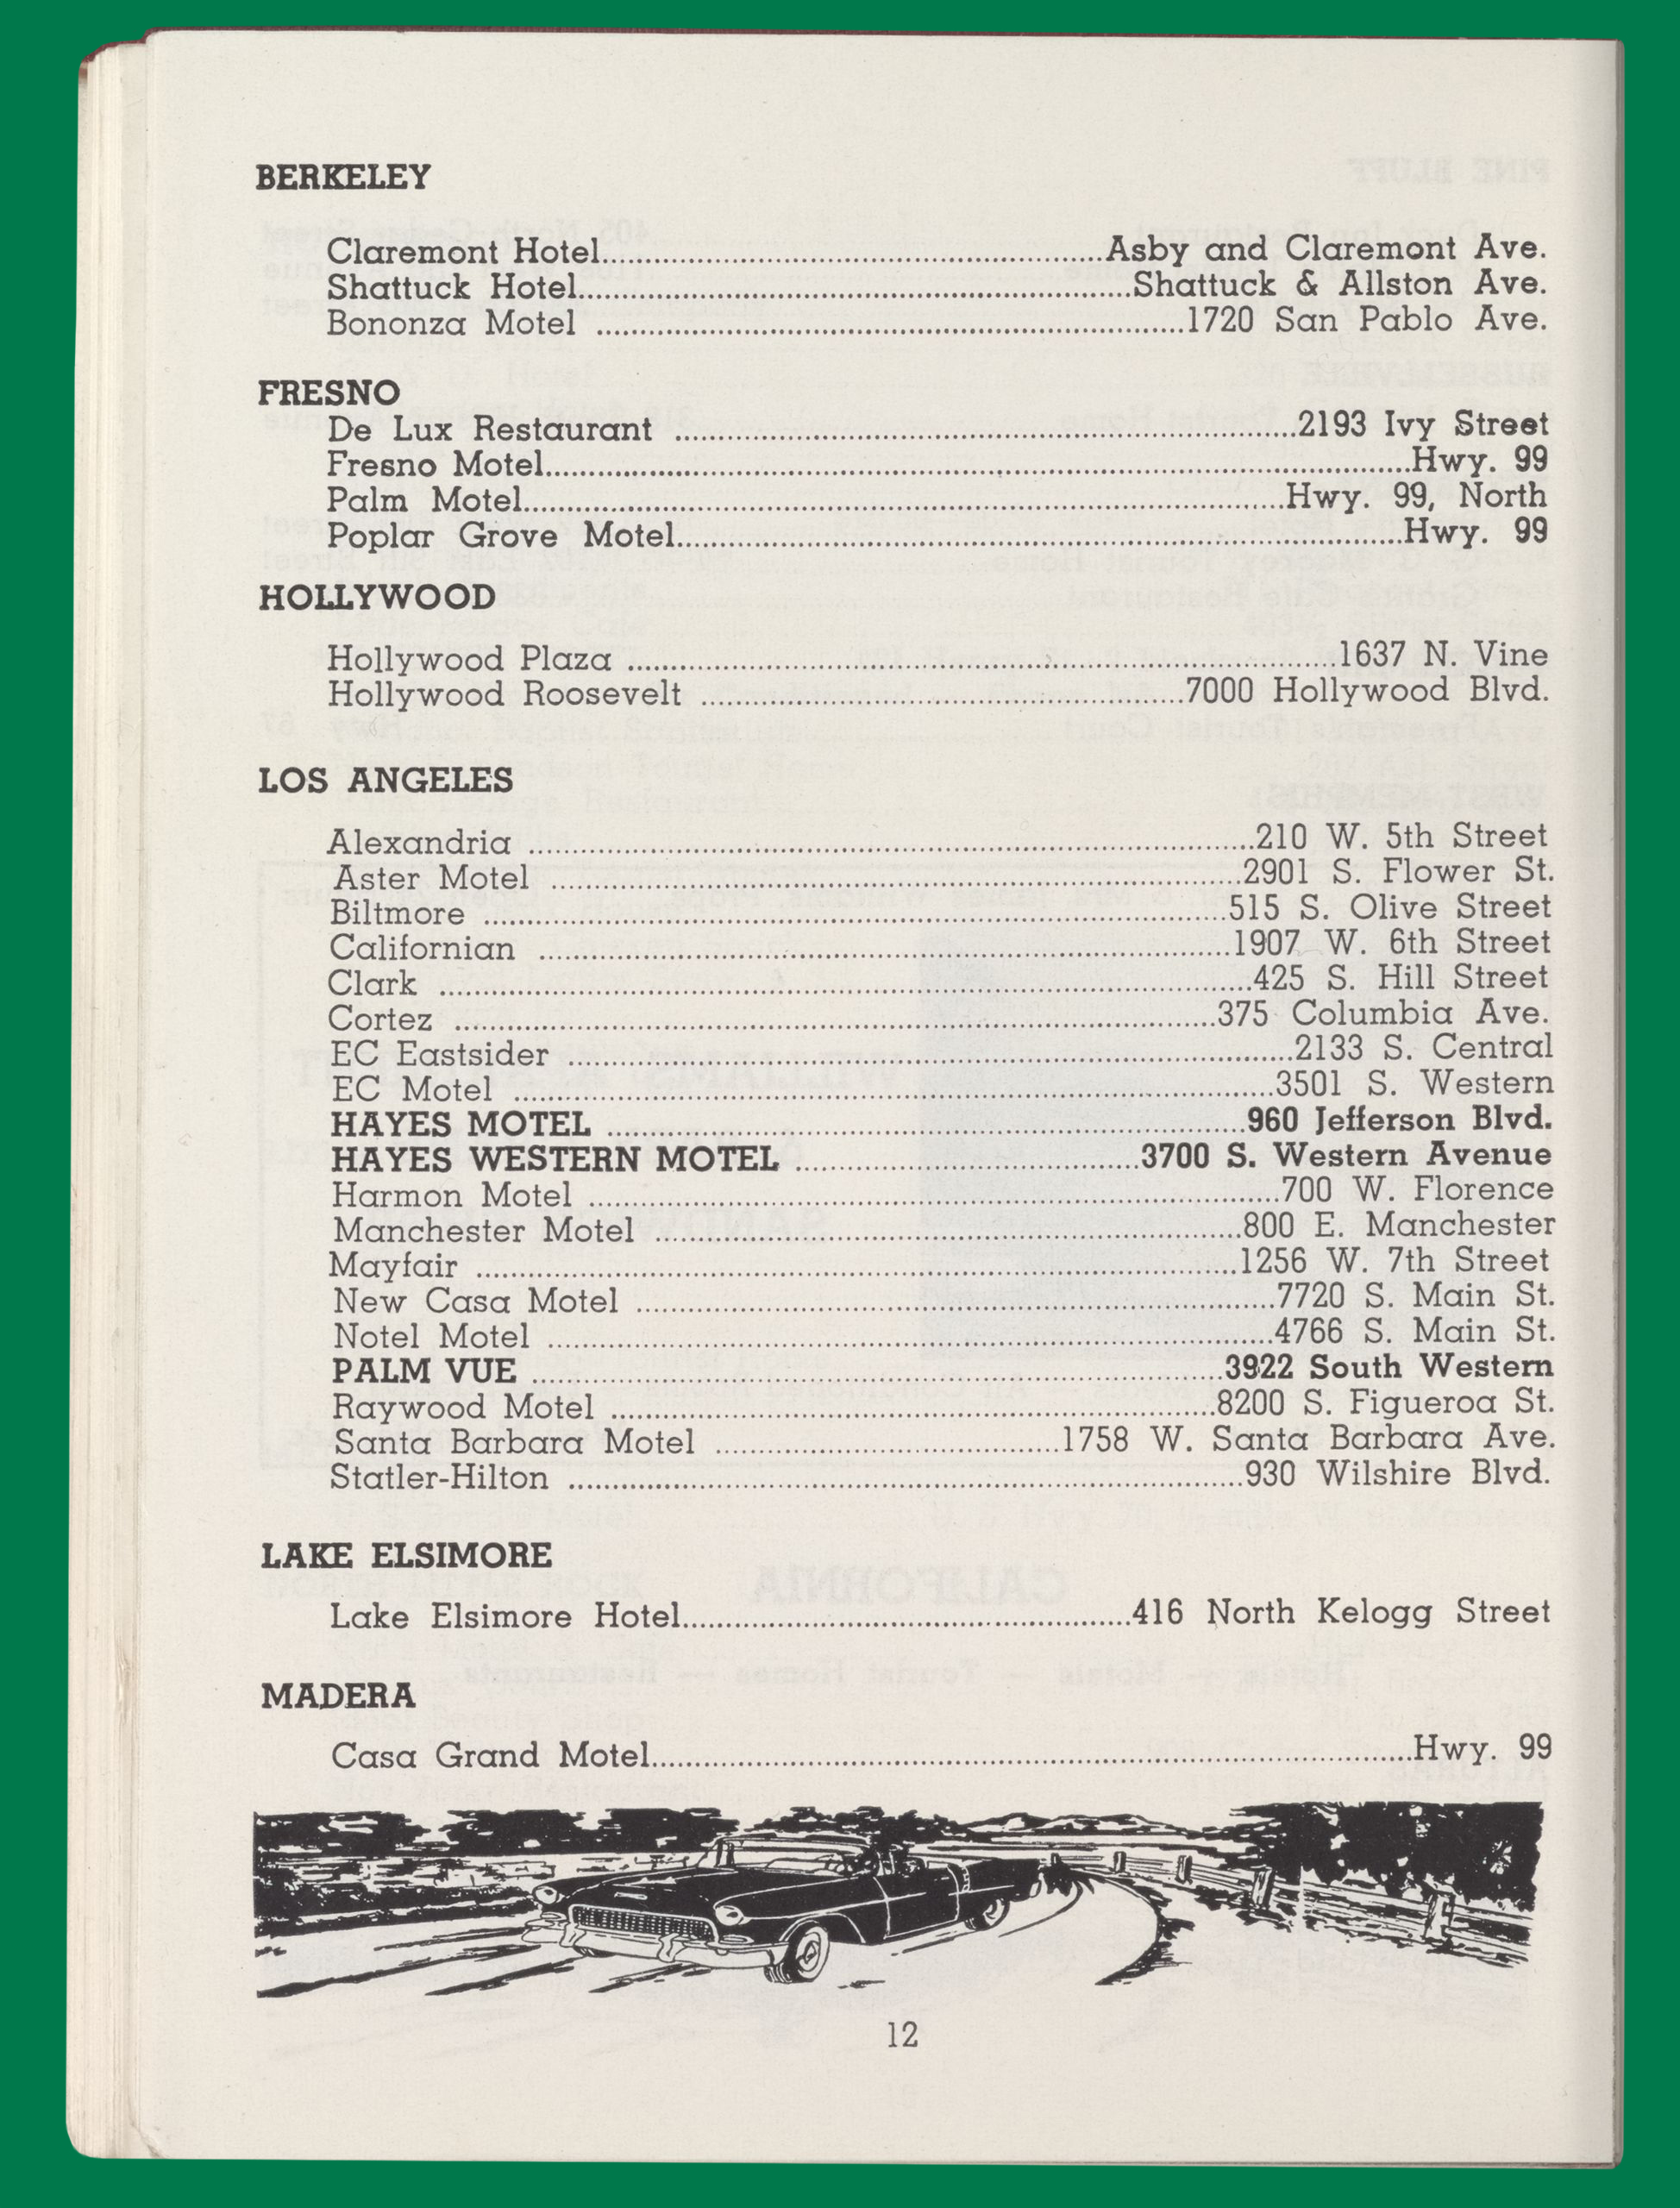 BERKELEY
Claremont Hotel..........Asby and Claremont Ave.
Shattuck Hotel..........Shattuck & Allston Ave.
Bononza Motel ..........1720 San Pablo Ave.
FRESNO
De Lux Restaurant ..........2193 Ivy Street
Fresno Motel..........Hwy. 99
Palm Motel..........Hwy. 99, North
Poplar Grove Motel..........Hwy. 99
HOLLYWOOD
Hollywood Plaza ..........1637 N. Vine
Hollywood Roosevelt ..........7000 Hollywood Blvd.
LOS ANGELES
Alexandria ..........210 W. 5th Street
Aster Motel ..........2901 S. Flower St.
Biltmore ..........515 S. Olive Street
Californian ..........1907 W. 6th Street
Clark ..........425 S. Hill Street
Cortez ..........375 Columbia Ave.
EC Eastsider ..........2133 S. Central
EC Motel ..........3501 S. Western
HAYES MOTEL ..........960 Jefferson Blvd.
HAYES WESTERN MOTEL ..........3700 S. Western Avenue
Harmon Motel ..........700 W. Florence
Manchester Motel ..........800 E. Manchester
Mayfair ..........1256 W. 7th Street
New Casa Motel ..........7720 S. Main St.
Notel Motel ..........4766 S. Main St.
PALM VUE ..........3922 South Western
Raywood Motel ..........8200 S. Figueroa St.
Santa Barbara Motel ..........1758 W. Santa Barbara Ave.
Statler-Hilton ..........930 Wilshire Blvd.
LAKE ELSIMORE
Lake Elsimore Hotel..........416 North Kelogg Street
MADERA
Casa Grand Motel..........Hwy. 99
12